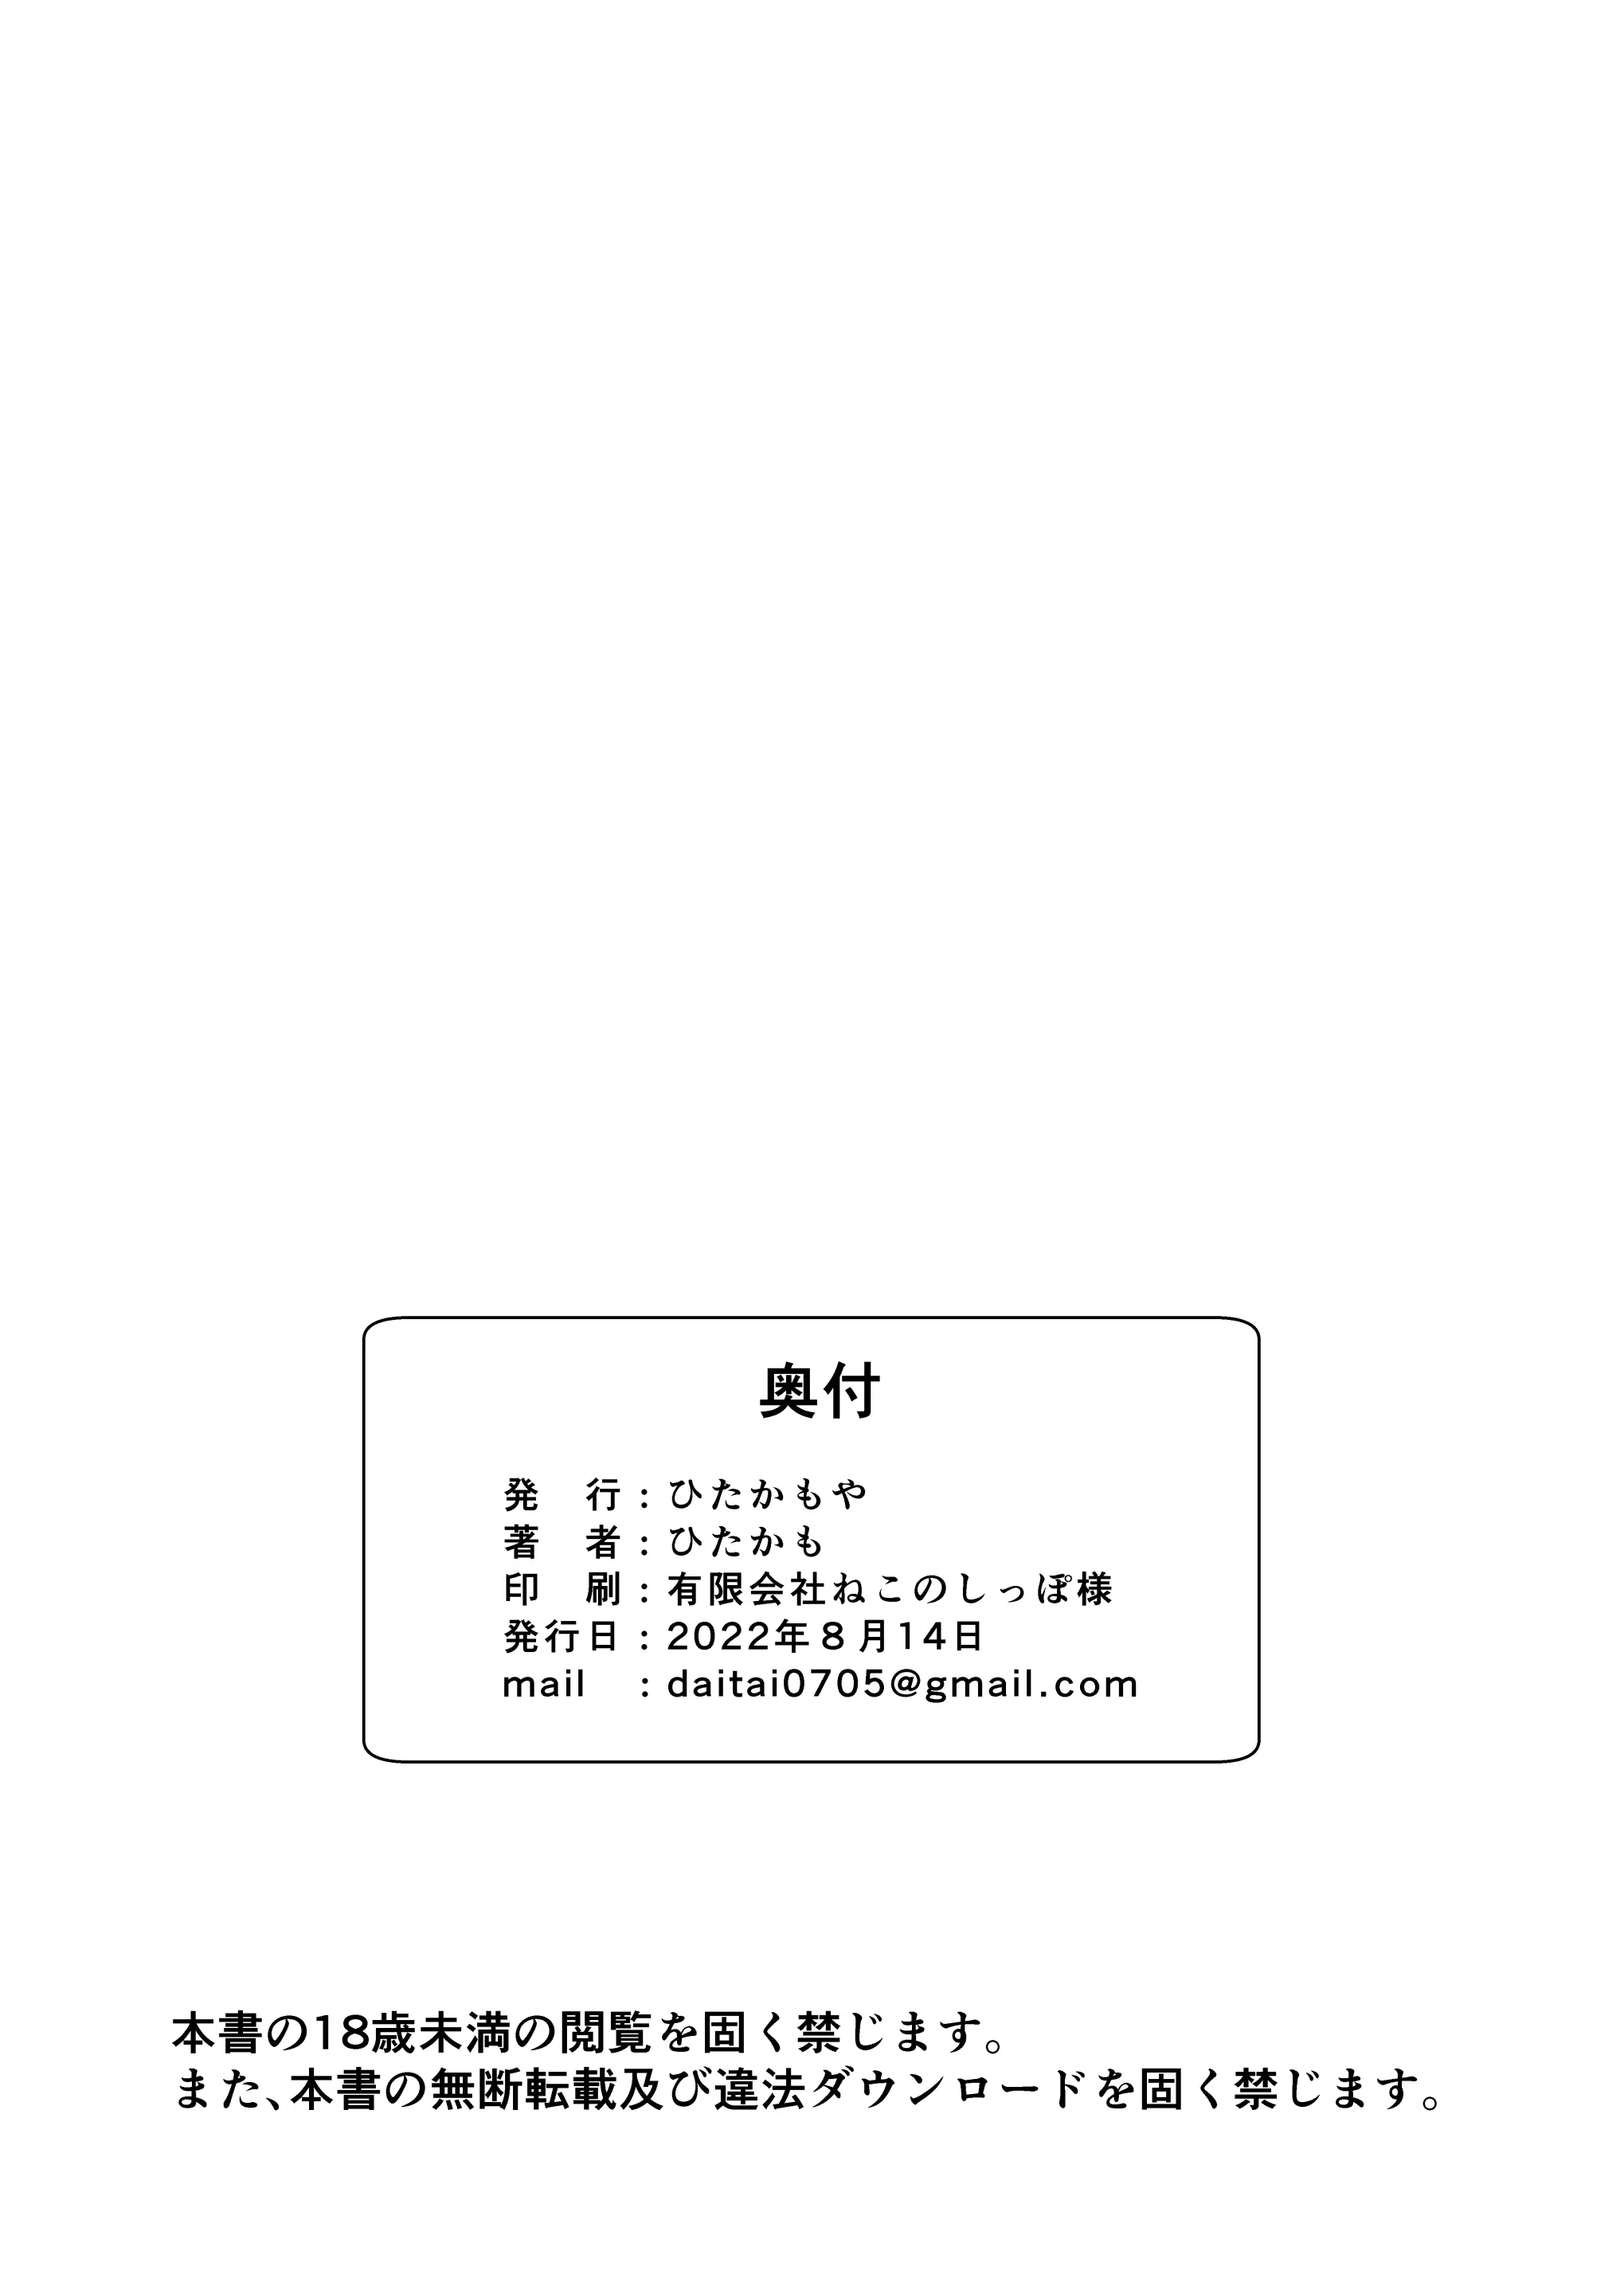 奥付
発　行：ひたかもや
著　者：ひたかも
印　刷：有限会社ねこのしっぽ様
発行日：2022年8月14日
mail　：daitai0705@gmail.com
本書の18歳未満の閲覧を固く禁じます。
また、本書の無断転載及び違法ダウンロードを固く禁じます。